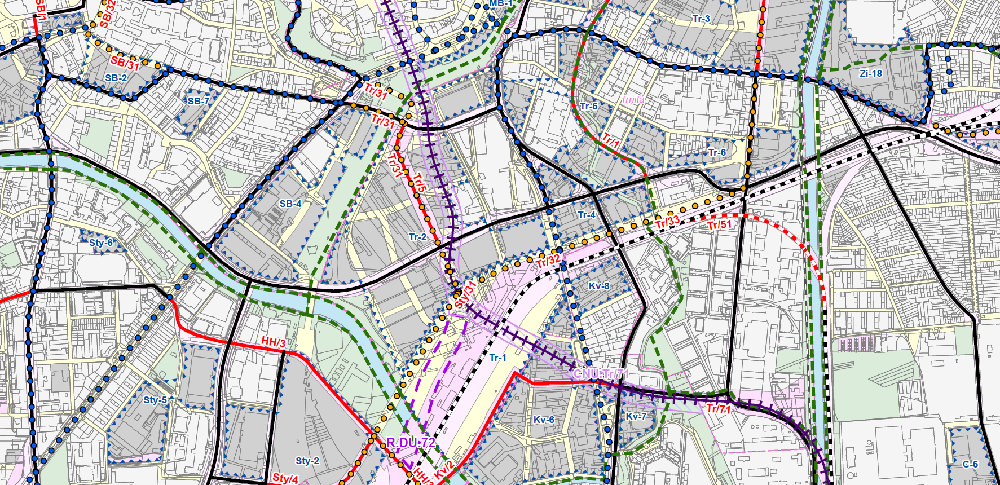 MB-1
SB/1
SB/32
Tr-3
SB/31
SB-2
Zi-18
Tr/31
SB-7
Trnitá
Tr-5
Tr/31
Tr/1
Tr-6
Tr/31
Tr/5
SB-4
Tr-4
Tr/33
Tr/51
Tr-2
Sty-6
Tr/32
Kv-8
Sty/31
HH/3
Tr-1
CNU:Tr/71
Sty-5
Tr/71
Kv-7
Kv-6
R.DU:72
Sty-2
C-6
Kv/2
Sty/4